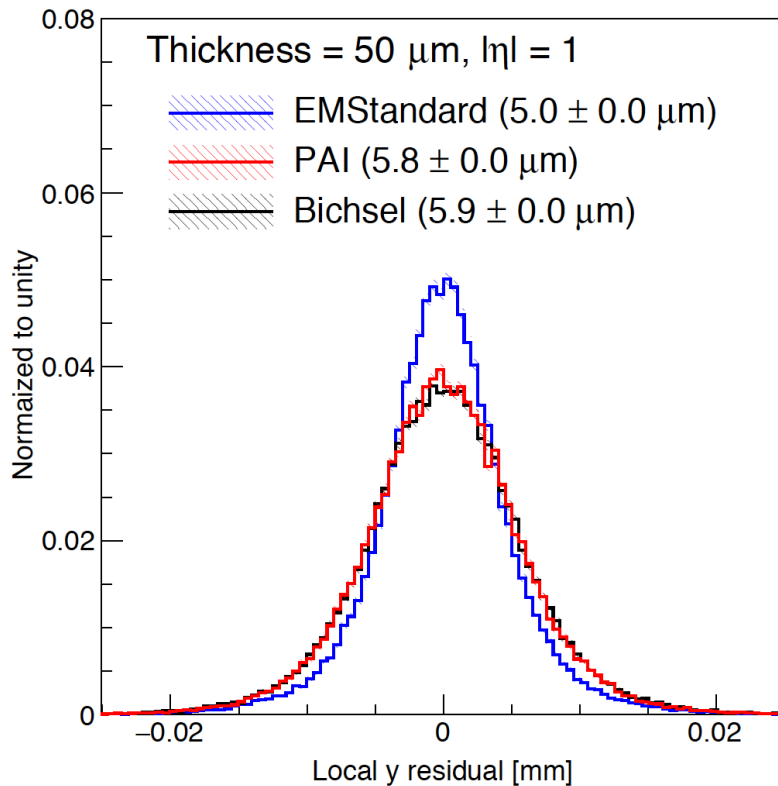 0.08
Thickness = 50 μm, |η| = 1
EMStandard (5.0 ± 0.0 μm)
PAI (5.8 ± 0.0 μm)
Bichsel (5.9 ± 0.0 μm)
0.06
0.04
0.02
0
Normaized to unity
−0.02
0
0.02
Local y residual [mm]